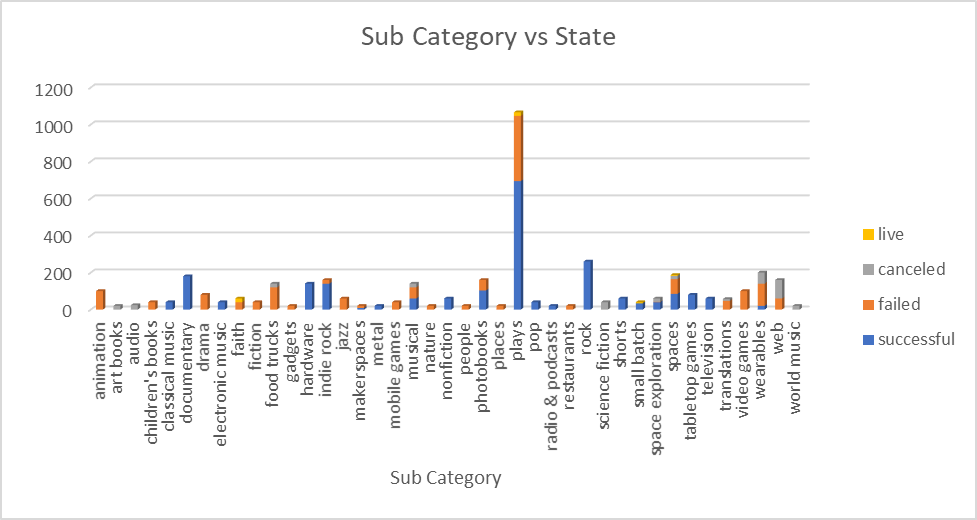 Sub Category vs State
1200
1000
800
600
400
200
0
animation
art books
audio
children's books
classical music
documentary
drama
electronic music
faith
fiction
food trucks
gadgets
hardware
indie rock
jazz
makerspaces
metal
mobile games
musical
nature
nonfiction
people
photobooks
places
plays
pop
radio & podcasts
restaurants
rock
science fiction
shorts
small batch
space exploration
spaces
tabletop games
television
translations
video games
wearables
web
world music
Sub Category
live
canceled
failed
successful